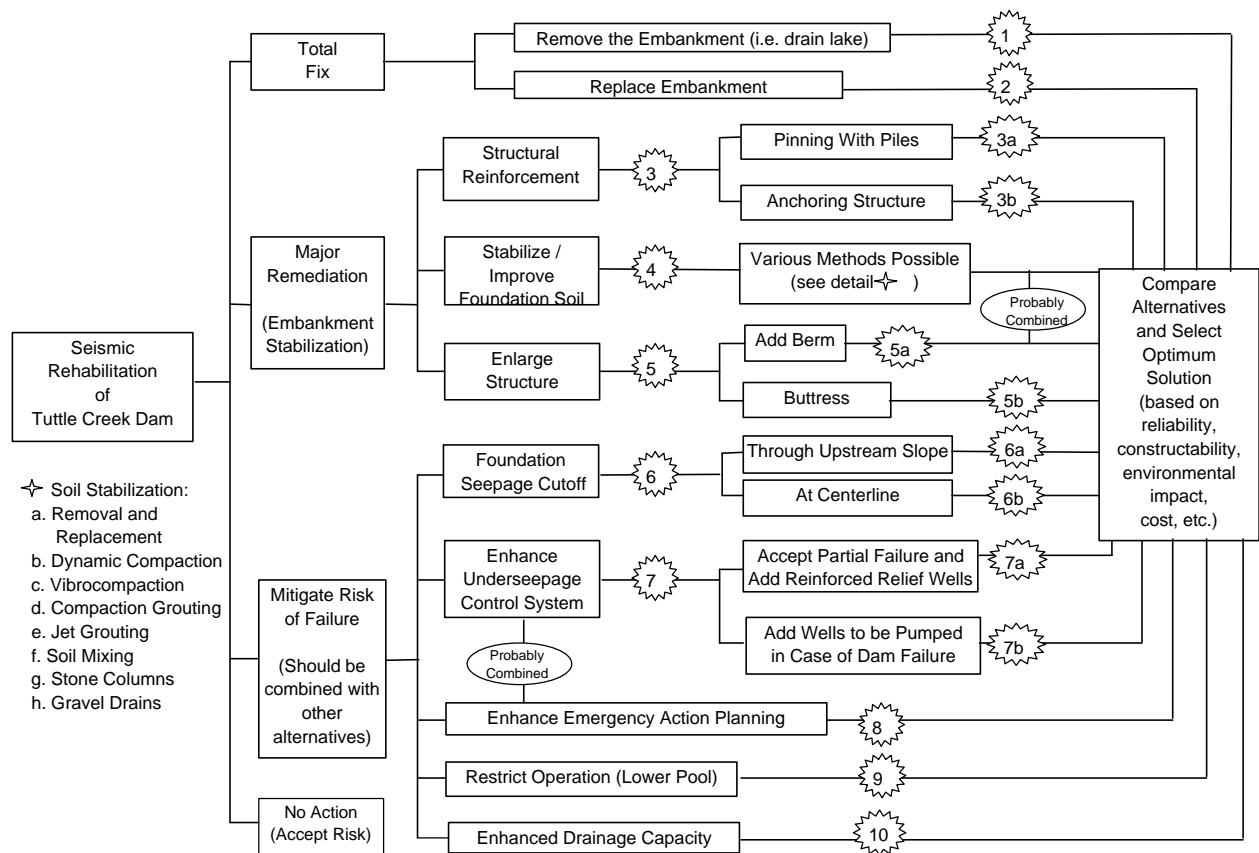 Seismic
Rehabilitation
of
Tuttle Creek Dam
Soil Stabilization:
a. Removal and
Replacement
b. Dynamic Compaction
c. Vibrocompaction
d. Compaction Grouting
e. Jet Grouting
f. Soil Mixing
g. Stone Columns
h. Gravel Drains
Total
Fix
Remove the Embankment (i.e. drain lake)
1
Replace Embankment
2
Major
Remediation
(Embankment
Stabilization)
Structural
Reinforcement
3
Pinning With Piles
3a
Anchoring Structure
3b
Stabilize /
Improve
Foundation Soil
4
Various Methods Possible
(see detail )
Probably
Combined
Enlarge
Structure
5
Add Berm
5a
Buttress
5b
Mitigate Risk
of Failure
(Should be
combined with
other
alternatives)
Foundation
Seepage Cutoff
6
Through Upstream Slope
6a
At Centerline
6b
Enhance
Underseepage
Control System
7
Accept Partial Failure and
Add Reinforced Relief Wells
7a
Add Wells to be Pumped
in Case of Dam Failure
7b
Probably
Combined
Enhance Emergency Action Planning
8
Restrict Operation (Lower Pool)
9
Enhanced Drainage Capacity
10
No Action
(Accept Risk)
Compare
Alternatives
and Select
Optimum
Solution
(based on
reliability,
constructability,
environmental
impact,
cost, etc.)